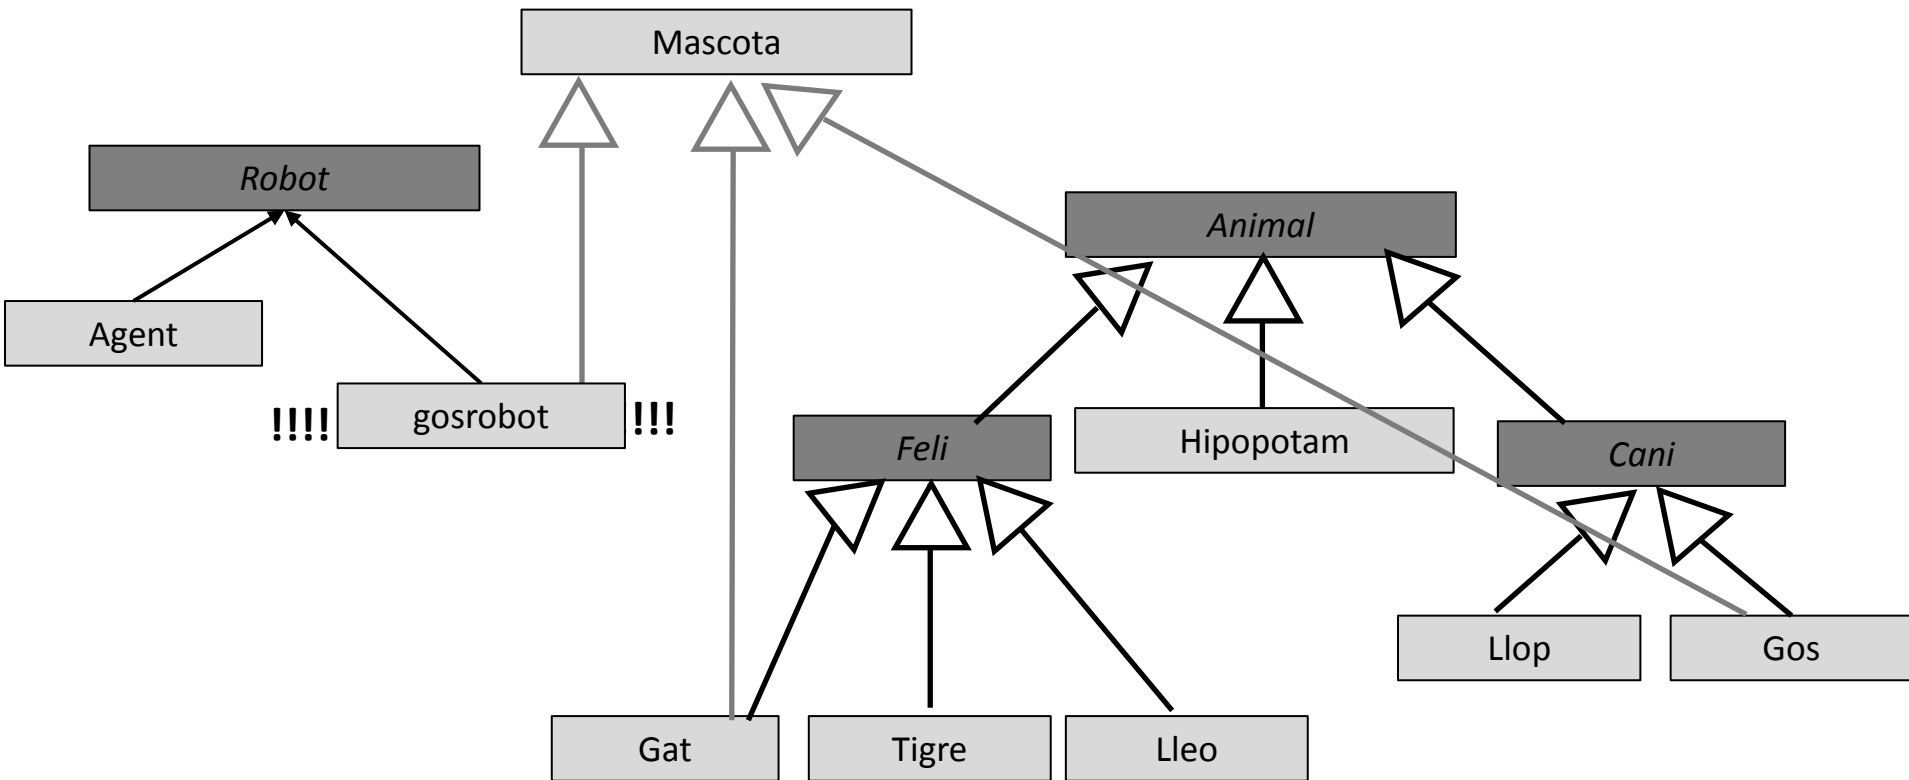 Mascota
Robot
Animal
Agent
!!!! gosrobot !!!
Feli
Hipopotam
Cani
Llop
Gos
Gat
Tigre
Lleo